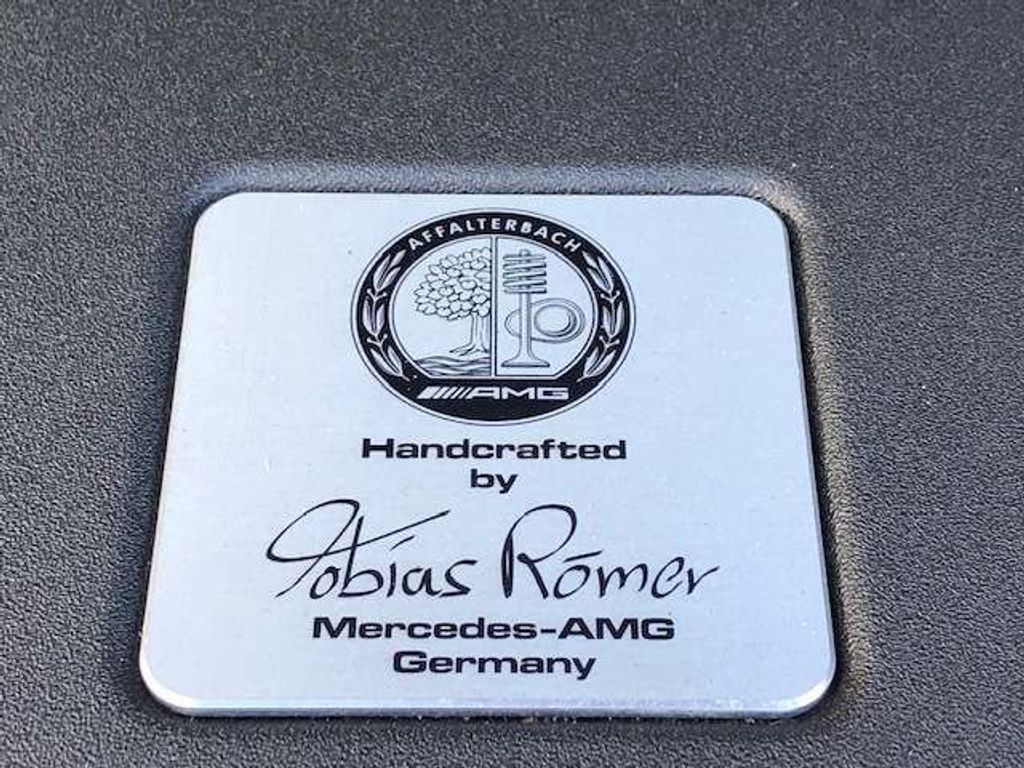 AFFALTERBACH
AMG
Handcrafted
by
Tobias Römer
Mercedes-AMG
Germany